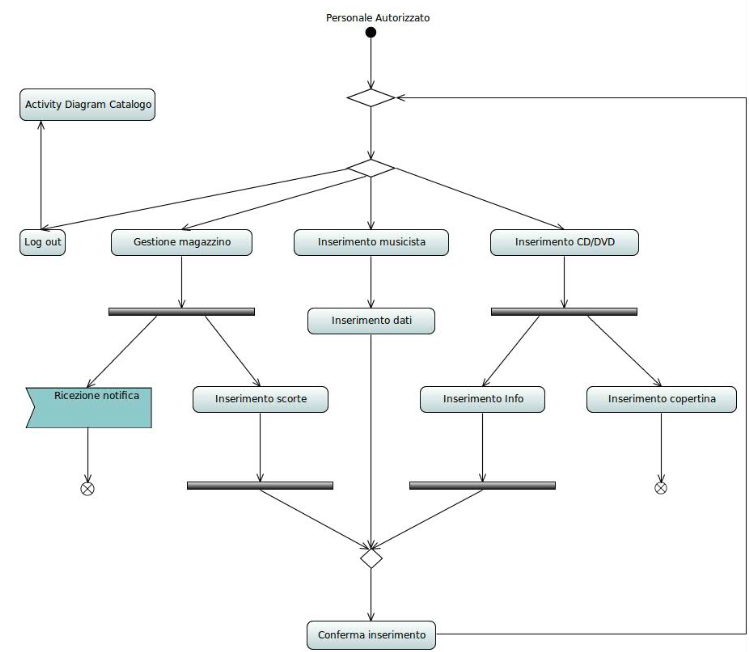 Personale Autorizzato
Activity Diagram Catalogo
Log out
Gestione magazzino
Inserimento musicista
Inserimento CD/DVD
Inserimento dati
Ricezione notifica
Inserimento scorte
Inserimento Info
Inserimento copertina
Conferma inserimento